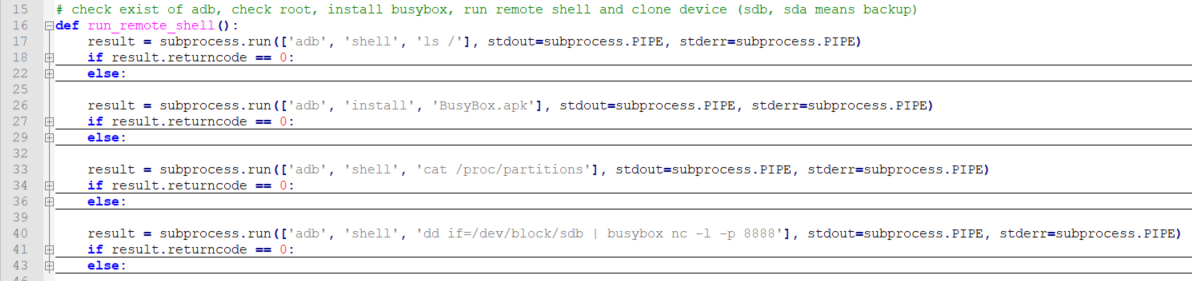 15 # check exist of adb, check root, install busybox, run remote shell and clone device (sdb, sda means backup)
16 def run_remote_shell():
17 result = subprocess.run(['adb', 'shell', 'ls /'], stdout=subprocess.PIPE, stderr=subprocess.PIPE)
18 if result.returncode == 0:
22 else:
25
26 result = subprocess.run(['adb', 'install', 'BusyBox.apk'], stdout=subprocess.PIPE, stderr=subprocess.PIPE)
27 if result.returncode == 0:
29 else:
32
33 result = subprocess.run(['adb', 'shell', 'cat /proc/partitions'], stdout=subprocess.PIPE, stderr=subprocess.PIPE)
34 if result.returncode == 0:
36 else:
39
40 result = subprocess.run(['adb', 'shell', 'dd if=/dev/block/sdb | busybox nc -l -p 8888'], stdout=subprocess.PIPE, stderr=subprocess.PIPE)
41 if result.returncode == 0:
43 else: